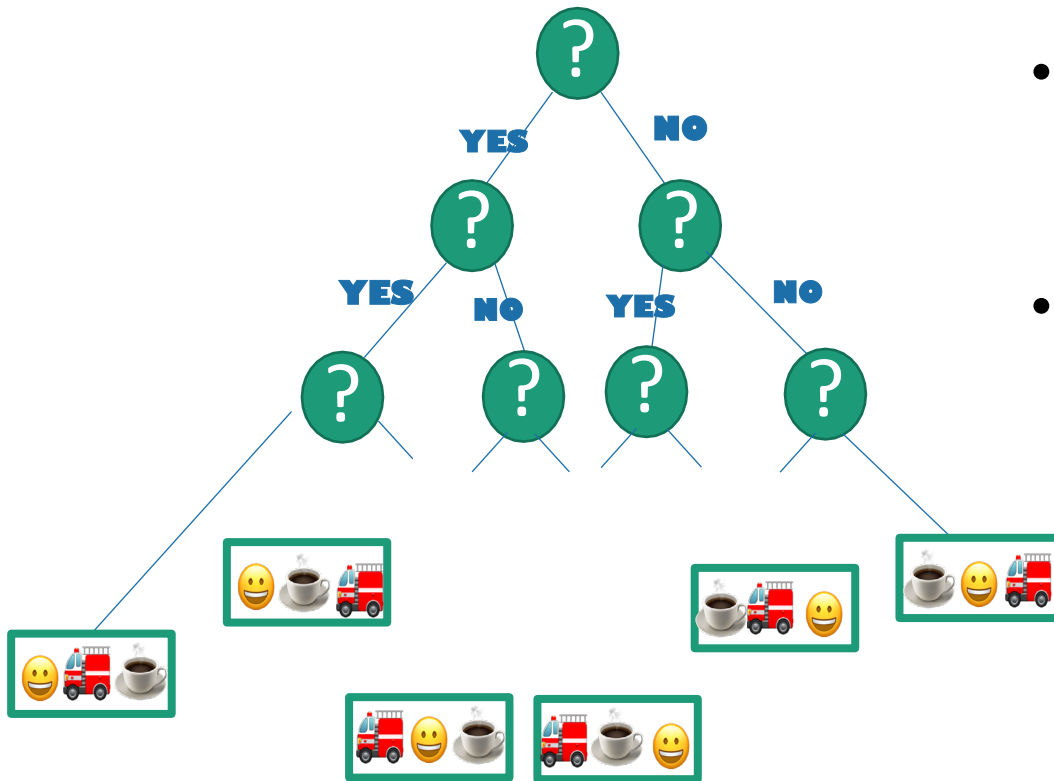 ?
YES NO
? ?
YES NO YES NO
? ? ? ?